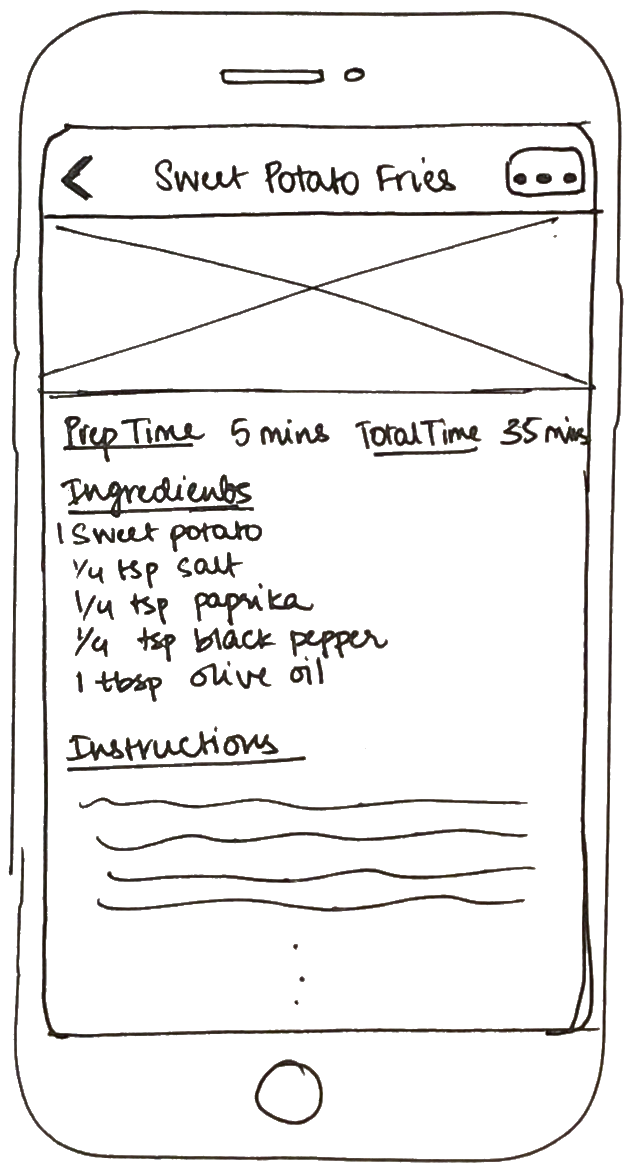 Sweet Potato Fries
Prep Time 5 mins Total Time 35 mins
Ingredients
1 Sweet potato
1/4 tsp salt
1/4 tsp paprika
1/4 tsp black pepper
1 tbsp olive oil
Instructions